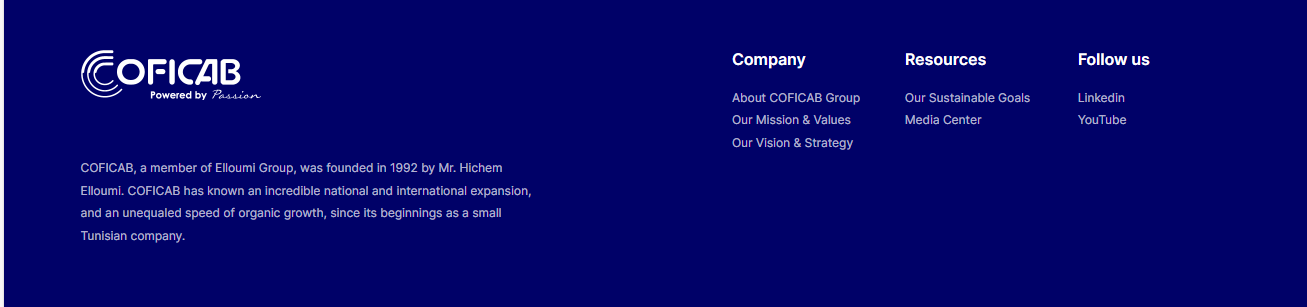 COFICAB
Powered by Passion
COFICAB, a member of Elloumi Group, was founded in 1992 by Mr. Hichem
Elloumi. COFICAB has known an incredible national and international expansion,
and an unequaled speed of organic growth, since its beginnings as a small
Tunisian company.
Company
About COFICAB Group
Our Mission & Values
Our Vision & Strategy
Resources
Our Sustainable Goals
Media Center
Follow us
Linkedin
YouTube